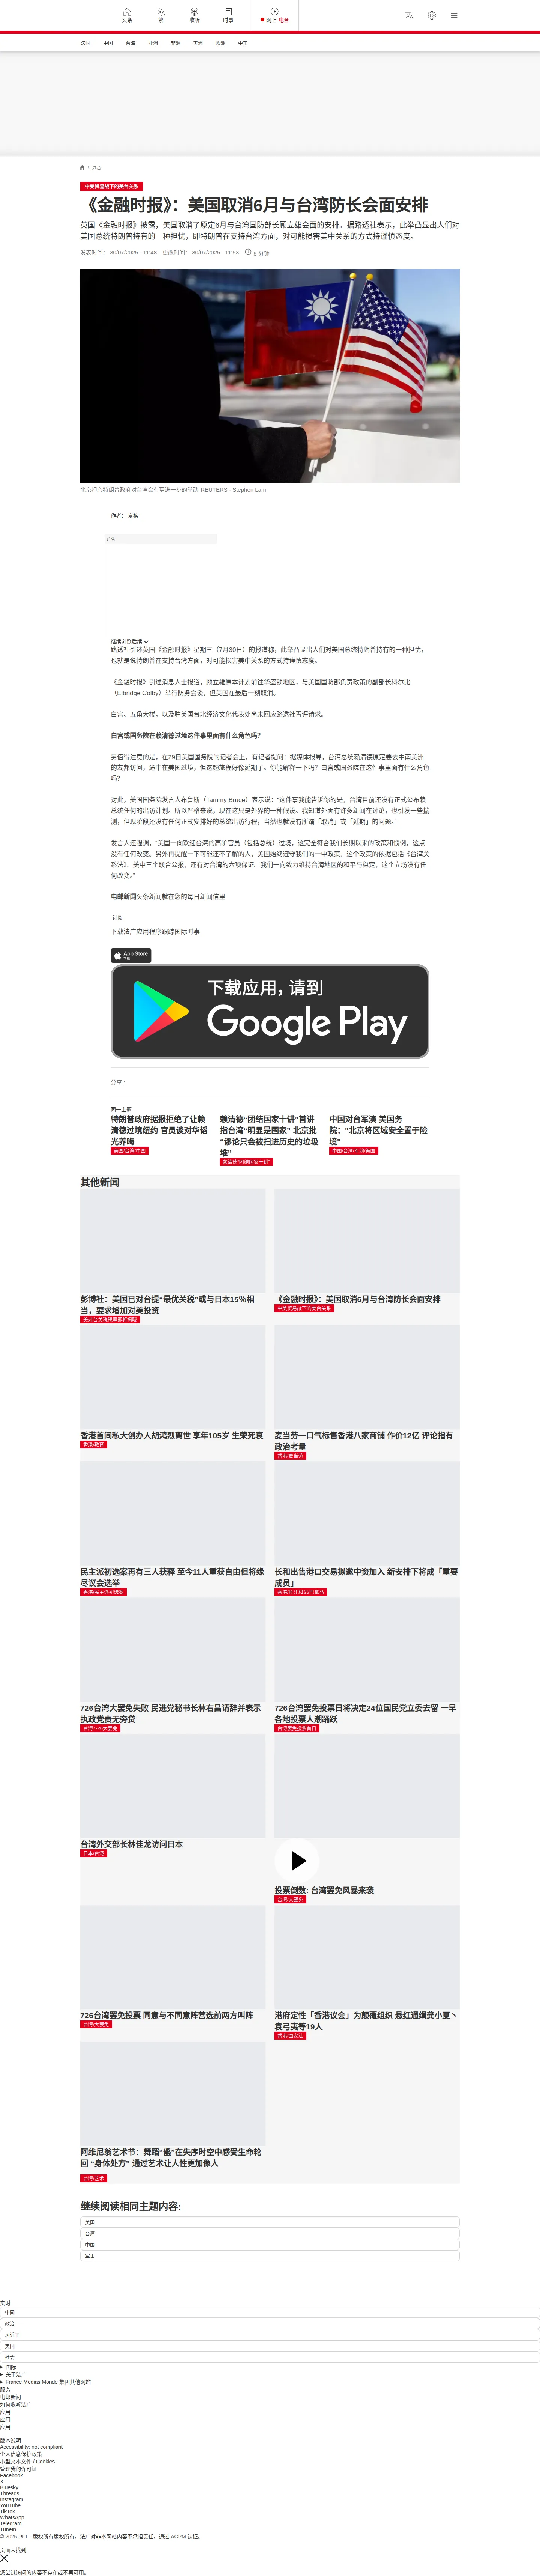 头条
繁
收听
时事
网上 电台
法国
中国
台海
亚洲
非洲
美洲
欧洲
中东
/ 港台
中美贸易战下的美台关系
《金融时报》：美国取消6月与台湾防长会面安排
英国《金融时报》披露，美国取消了原定6月与台湾国防部长顾立雄会面的安排。据路透社表示，此举凸显出人们对
美国总统特朗普持有的一种担忧，即特朗普在支持台湾方面，对可能损害美中关系的方式持谨慎态度。
发表时间： 30/07/2025 - 11:48 更改时间： 30/07/2025 - 11:53 5 分钟
北京担心特朗普政府对台湾会有更进一步的举动 REUTERS - Stephen Lam
作者： 夏榕
广告
继续浏览后续
路透社引述英国《金融时报》星期三（7月30日）的报道称，此举凸显出人们对美国总统特朗普持有的一种担忧，
也就是说特朗普在支持台湾方面，对可能损害美中关系的方式持谨慎态度。
《金融时报》引述消息人士报道，顾立雄原本计划前往华盛顿地区，与美国国防部负责政策的副部长科尔比
（Elbridge Colby）举行防务会谈，但美国在最后一刻取消。
白宫、五角大楼，以及驻美国台北经济文化代表处尚未回应路透社置评请求。
白宫或国务院在赖清德过境这件事里面有什么角色吗？
另值得注意的是，在29日美国国务院的记者会上，有记者提问：据媒体报导，台湾总统赖清德原定要去中南美洲
的友邦访问，途中在美国过境，但这趟旅程好像延期了。你能解释一下吗？白宫或国务院在这件事里面有什么角色
吗？
对此，美国国务院发言人布鲁斯（Tammy Bruce）表示说：“这件事我能告诉你的是，台湾目前还没有正式公布赖
总统任何的出访计划。所以严格来说，现在这只是外界的一种假设。我知道外面有许多新闻在讨论，也引发一些揣
测，但现阶段还没有任何正式安排好的总统出访行程，当然也就没有所谓「取消」或「延期」的问题。”
发言人还强调，“美国一向欢迎台湾的高阶官员（包括总统）过境，这完全符合我们长期以来的政策和惯例，这点
没有任何改变。另外再提醒一下可能还不了解的人，美国始终遵守我们的一中政策，这个政策的依据包括《台湾关
系法》、美中三个联合公报，还有对台湾的六项保证。我们一向致力维持台海地区的和平与稳定，这个立场没有任
何改变。”
电邮新闻头条新闻就在您的每日新闻信里
订阅
下载法广应用程序跟踪国际时事
App Store
下载
下载应用，请到
Google Play
分享 :
同一主题
特朗普政府据报拒绝了让赖
清德过境纽约 官员谈对华韬
光养晦
美国/台湾/中国
赖清德“团结国家十讲”首讲
指台湾“明显是国家” 北京批
“谬论只会被扫进历史的垃圾
堆”
赖清德“团结国家十讲”
中国对台军演 美国务
院："北京将区域安全置于险
境"
中国/台湾/军演/美国
其他新闻
彭博社：美国已对台提“最优关税”或与日本15％相
当，要求增加对美投资
美对台关税税率即将揭晓
《金融时报》：美国取消6月与台湾防长会面安排
中美贸易战下的美台关系
香港首间私大创办人胡鸿烈离世 享年105岁 生荣死哀
香港/教育
麦当劳一口气标售香港八家商铺 作价12亿 评论指有
政治考量
香港/麦当劳
民主派初选案再有三人获释 至今11人重获自由但将缘
尽议会选举
香港/民主派初选案
长和出售港口交易拟邀中资加入 新安排下将成「重要
成员」
香港/长江和记/巴拿马
726台湾大罢免失败 民进党秘书长林右昌请辞并表示
执政党责无旁贷
台湾7-26大罢免
726台湾罢免投票日将决定24位国民党立委去留 一早
各地投票人潮踊跃
台湾罢免投票首日
台湾外交部长林佳龙访问日本
日本/台湾
投票倒数: 台湾罢免风暴来袭
台湾/大罢免
726台湾罢免投票 同意与不同意阵营选前两方叫阵
台湾/大罢免
港府定性「香港议会」为颠覆组织 悬红通缉龚小夏丶
袁弓夷等19人
香港/国安法
阿维尼翁艺术节：舞蹈“儡”在失序时空中感受生命轮
回 “身体处方” 通过艺术让人性更加像人
台湾/艺术
继续阅读相同主题内容:
美国
台湾
中国
军事
实时
中国
政治
习近平
美国
社会
国际
关于法广
France Médias Monde 集团其他网站
服务
电邮新闻
如何收听法广
应用
应用
应用
版本说明
Accessibility: not compliant
个人信息保护政策
小型文本文件 / Cookies
管理我的许可证
Facebook
X
Bluesky
Threads
Instagram
YouTube
TikTok
WhatsApp
Telegram
TuneIn
© 2025 RFI – 版权所有版权所有。法广对非本网站内容不承担责任。通过 ACPM 认证。
页面未找到
您尝试访问的内容不存在或不再可用。